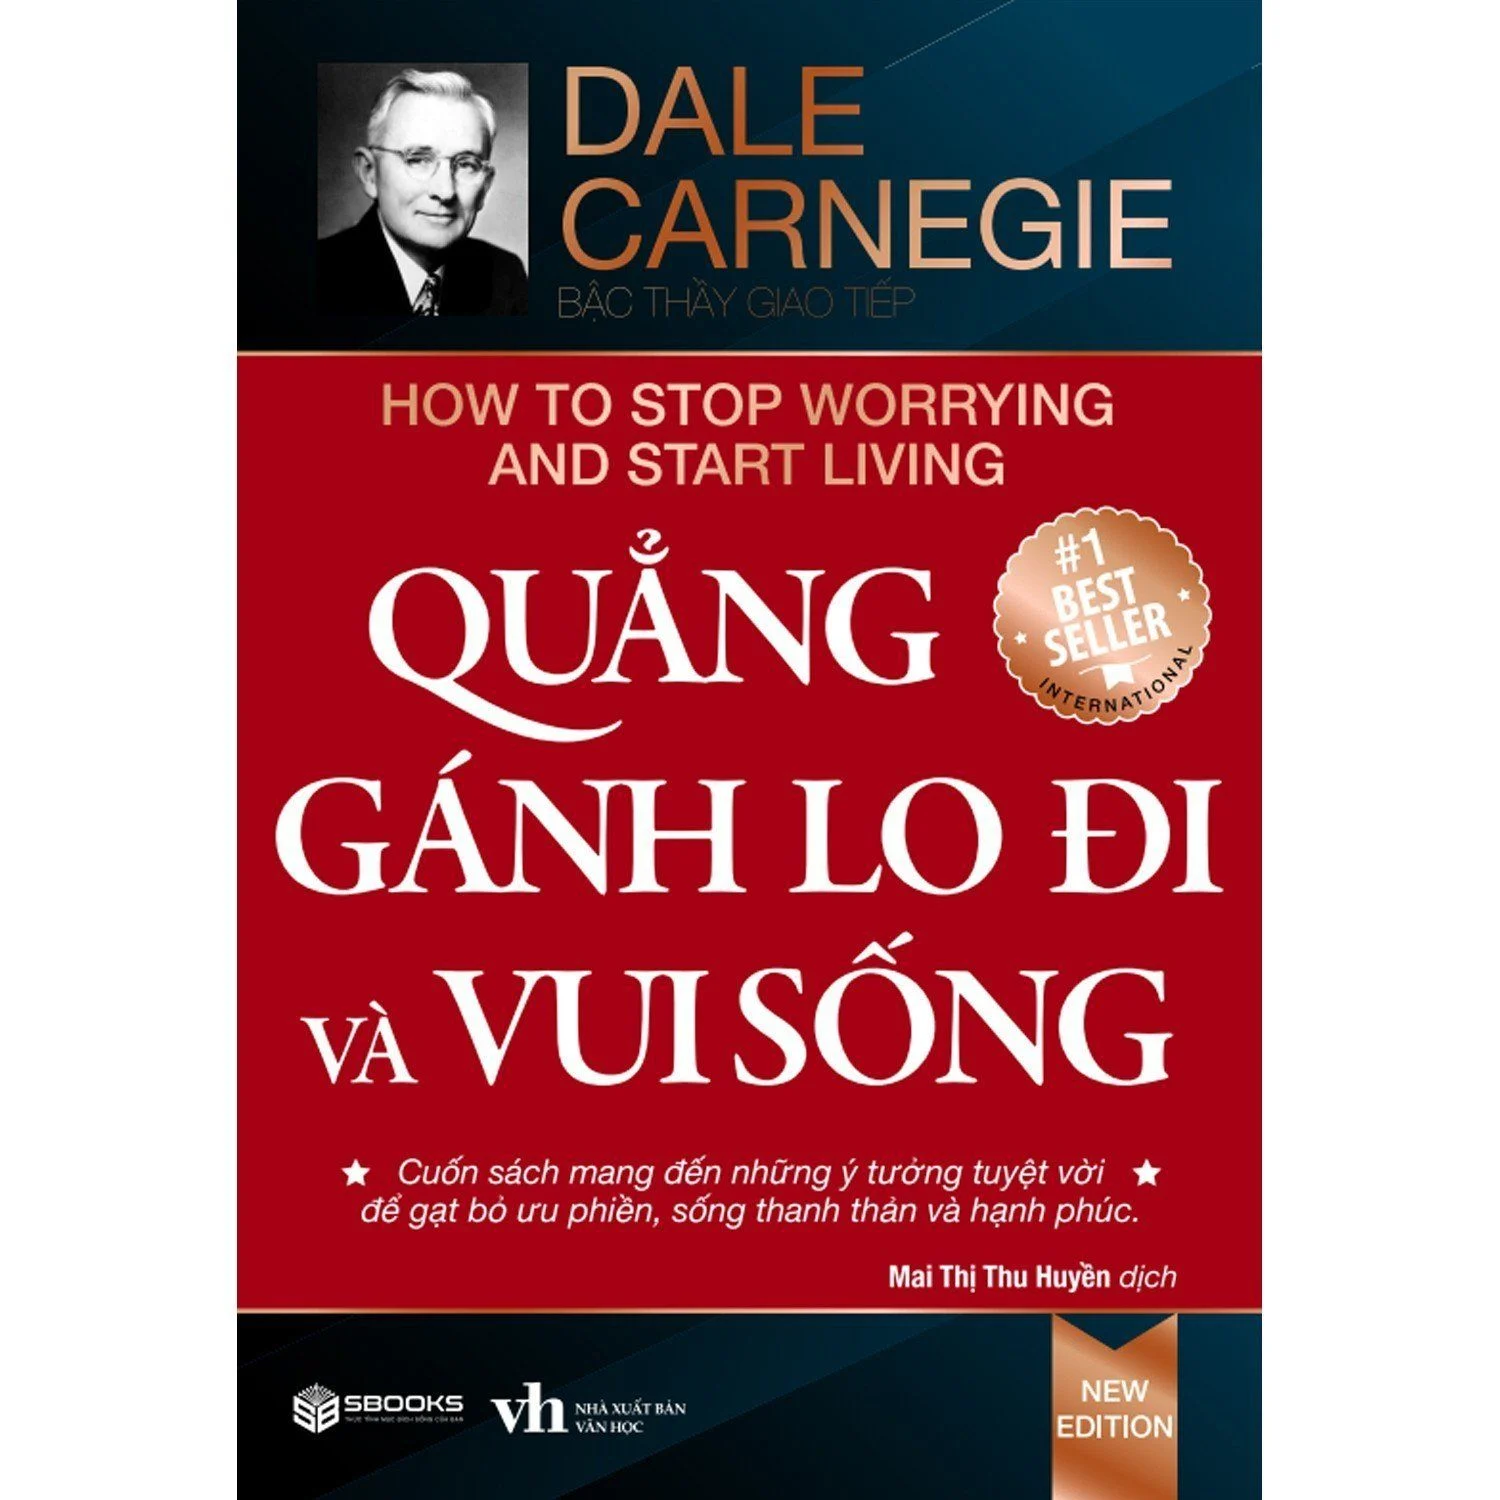 DALE
CARNEGIE
BẬC THẦY GIAO TIẾP
HOW TO STOP WORRYING
AND START LIVING
#1
BEST
SELLER
INTERNATIONAL
QUẲNG
GÁNH LO ĐI
VÀ VUI SỐNG
Cuốn sách mang đến những ý tưởng tuyệt vời
để gạt bỏ ưu phiền, sống thanh thản và hạnh phúc.
Mai Thị Thu Huyền dịch
SBOOKS
vh
NHÀ XUẤT BẢN
VĂN HỌC
NEW
EDITION